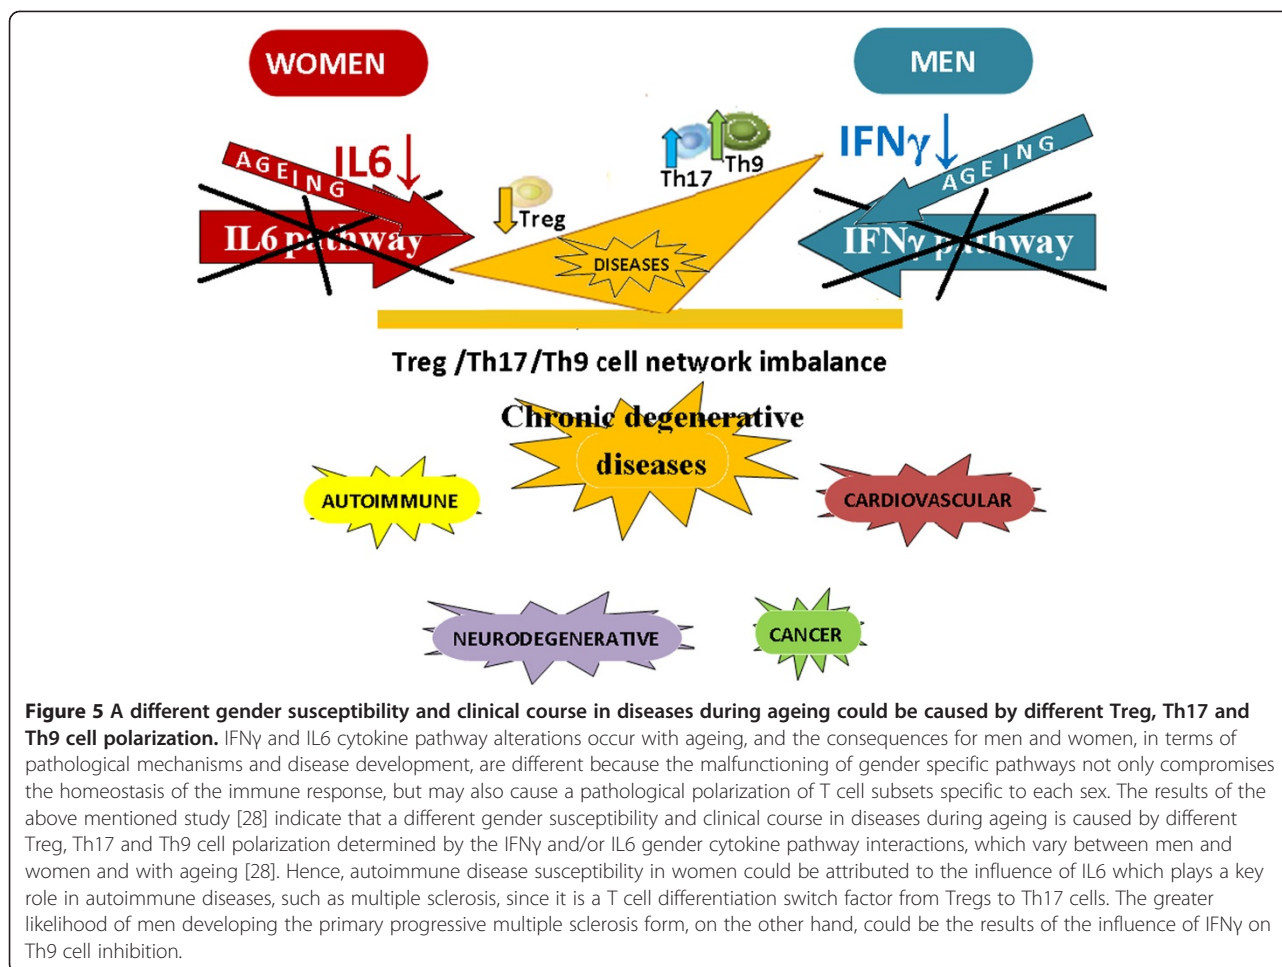 WOMEN
MEN
AGEING
IL6↓
IL6 pathway
Treg
Th17
Th9
DISEASES
IFNγ↓
AGEING
IFNγ pathway
Treg /Th17/Th9 cell network imbalance
Chronic degenerative
diseases
AUTOIMMUNE
CARDIOVASCULAR
NEURODEGENERATIVE
CANCER
Figure 5 A different gender susceptibility and clinical course in diseases during ageing could be caused by different Treg, Th17 and
Th9 cell polarization. IFNγ and IL6 cytokine pathway alterations occur with ageing, and the consequences for men and women, in terms of
pathological mechanisms and disease development, are different because the malfunctioning of gender specific pathways not only compromises
the homeostasis of the immune response, but may also cause a pathological polarization of T cell subsets specific to each sex. The results of the
above mentioned study [28] indicate that a different gender susceptibility and clinical course in diseases during ageing is caused by different
Treg, Th17 and Th9 cell polarization determined by the IFNγ and/or IL6 gender cytokine pathway interactions, which vary between men and
women and with ageing [28]. Hence, autoimmune disease susceptibility in women could be attributed to the influence of IL6 which plays a key
role in autoimmune diseases, such as multiple sclerosis, since it is a T cell differentiation switch factor from Tregs to Th17 cells. The greater
likelihood of men developing the primary progressive multiple sclerosis form, on the other hand, could be the results of the influence of IFNγ on
Th9 cell inhibition.